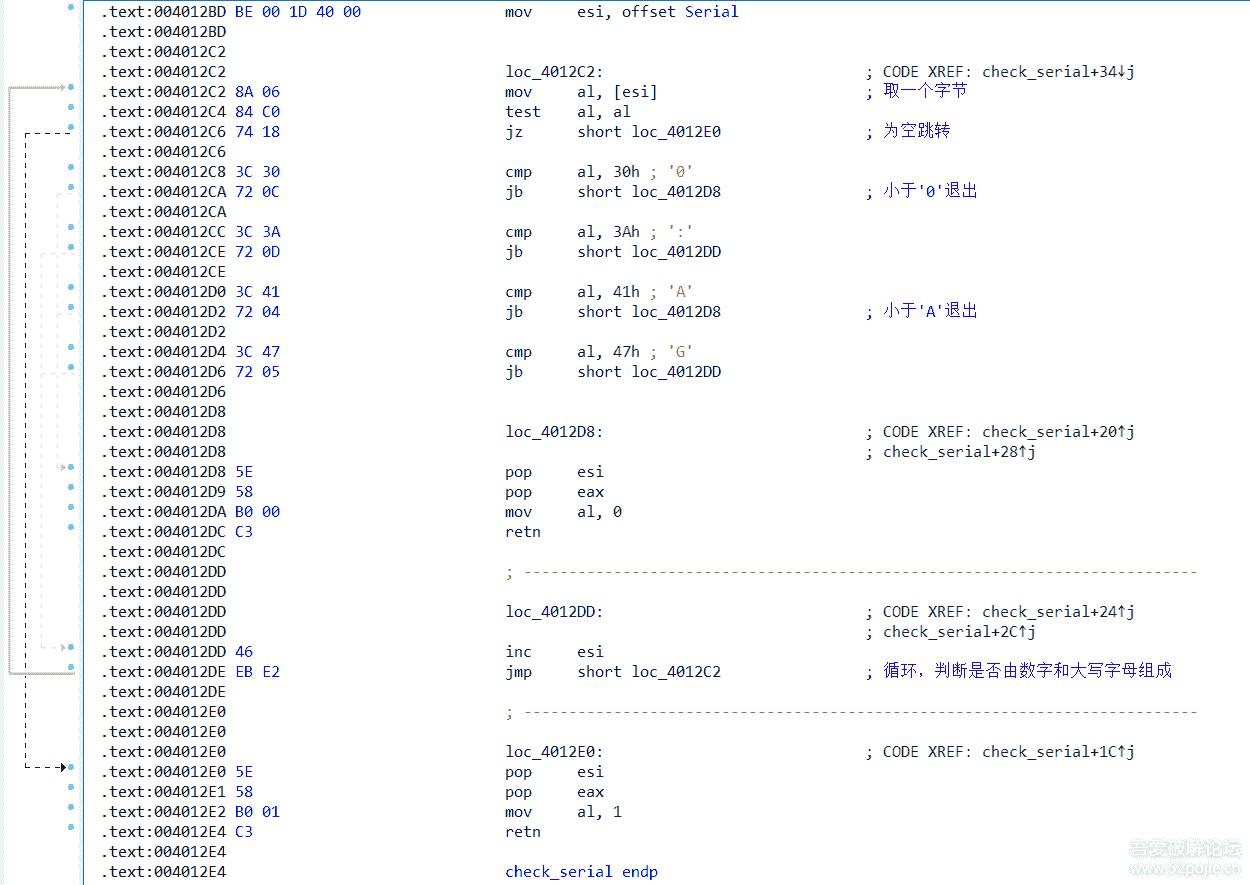 .text:004012BD BE 00 1D 40 00 mov esi, offset Serial
.text:004012BD
.text:004012C2
.text:004012C2 loc_4012C2: ; CODE XREF: check_serial+34↓j
.text:004012C2 8A 06 mov al, [esi] ; 取一个字节
.text:004012C4 84 C0 test al, al
.text:004012C6 74 18 jz short loc_4012E0 ; 为空跳转
.text:004012C6
.text:004012C8 3C 30 cmp al, 30h ; '0'
.text:004012CA 72 0C jb short loc_4012D8 ; 小于'0'退出
.text:004012CA
.text:004012CC 3C 3A cmp al, 3Ah ; ':'
.text:004012CE 72 0D jb short loc_4012DD
.text:004012CE
.text:004012D0 3C 41 cmp al, 41h ; 'A'
.text:004012D2 72 04 jb short loc_4012D8 ; 小于'A'退出
.text:004012D2
.text:004012D4 3C 47 cmp al, 47h ; 'G'
.text:004012D6 72 05 jb short loc_4012DD
.text:004012D6
.text:004012D8
.text:004012D8 loc_4012D8: ; CODE XREF: check_serial+20↑j
.text:004012D8 ; check_serial+28↑j
.text:004012D8 5E pop esi
.text:004012D9 58 pop eax
.text:004012DA B0 00 mov al, 0
.text:004012DC C3 retn
.text:004012DC
.text:004012DD ; ---------------------------------------------------------------------------
.text:004012DD
.text:004012DD loc_4012DD: ; CODE XREF: check_serial+24↑j
.text:004012DD ; check_serial+2C↑j
.text:004012DD 46 inc esi
.text:004012DE EB E2 jmp short loc_4012C2 ; 循环，判断是否由数字和大写字母组成
.text:004012DE
.text:004012E0 ; ---------------------------------------------------------------------------
.text:004012E0
.text:004012E0 loc_4012E0: ; CODE XREF: check_serial+1C↑j
.text:004012E0 5E pop esi
.text:004012E1 58 pop eax
.text:004012E2 B0 01 mov al, 1
.text:004012E4 C3 retn
.text:004012E4
.text:004012E4 check_serial endp
吾爱破解论坛
www.52pojie.cn